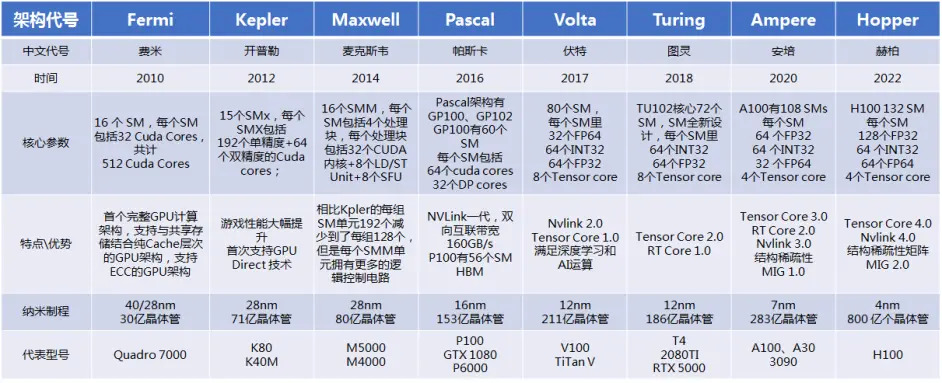 架构代号 Fermi Kepler Maxwell Pascal Volta Turing Ampere Hopper
中文代号 费米 开普勒 麦克斯韦 帕斯卡 伏特 图灵 安培 赫柏
时间 2010 2012 2014 2016 2017 2018 2020 2022
核心参数
16 个 SM，每个
SM包括32 Cuda Cores，
共计
512 Cuda Cores
15个SMx，每个
SMX包括
192个单精度+64
个双精度的Cuda
cores；
16个SMM，每个
SM包括4个处理
块，每个处理块
包括32个CUDA
内核+8个LD/ST
Unit+8个SFU
Pascal架构有
GP100、GP102
GP100有60个
SM
每个SM包括
64个cuda cores
32个DP cores
80个SM，
每个SM里
32个FP64
64个INT32
64个FP32
8个Tensor core
TU102核心72个
SM，SM全新设
计，每个SM里
64个INT32
64个FP32
8个Tensor core
A100有108 SMs
每个SM
64 个FP32
64 个INT32
32 个FP64
4个Tensor core
H100 132 SM
每个SM
128个FP32
64 个INT32
64个FP64
4个Tensor core
特点\优势
首个完整GPU计算
架构，支持与共享存
储结合纯Cache层次
的GPU架构，支持
ECC的GPU架构
游戏性能大幅提
升
首次支持GPU
Direct 技术
相比Kpler的每组
SM单元192个减
少到了每组128个，
但是每个SMM单
元拥有更多的逻
辑控制电路
NVLink一代，双
向互联带宽
160GB/s
P100有56个SM
HBM
Nvlink 2.0
Tensor Core 1.0
满足深度学习和
AI运算
Tensor Core 2.0
RT Core 1.0
Tensor Core 3.0
RT Core 2.0
Nvlink 3.0
结构稀疏性
MIG 1.0
Tensor Core 4.0
Nvlink 4.0
结构稀疏性矩阵
MIG 2.0
纳米制程
40/28nm
30亿晶体管
28nm
71亿晶体管
28nm
80亿晶体管
16nm
153亿晶体管
12nm
211亿晶体管
12nm
186亿晶体管
7nm
283亿晶体管
4nm
800 亿个晶体管
代表型号
Quadro 7000
K80
K40M
M5000
M4000
P100
GTX 1080
P6000
V100
TiTan V
T4
2080TI
RTX 5000
A100、A30
3090
H100